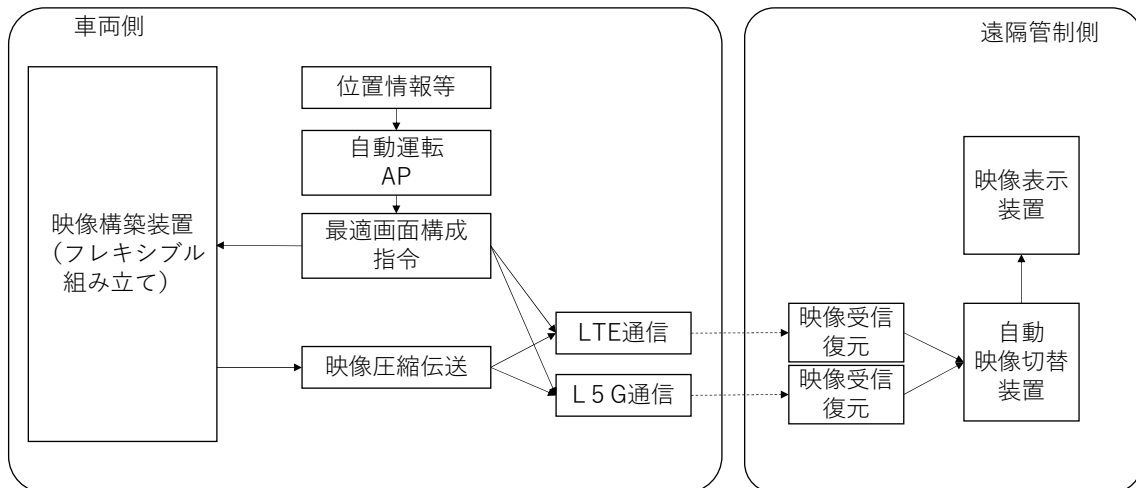 車両側
遠隔管制側
位置情報等
自動運転
AP
最適画面構成
指令
映像構築装置
（フレキシブル
組み立て）
映像圧縮伝送
LTE通信
L５G通信
映像受信
復元
映像受信
復元
自動
映像切替
装置
映像表示
装置